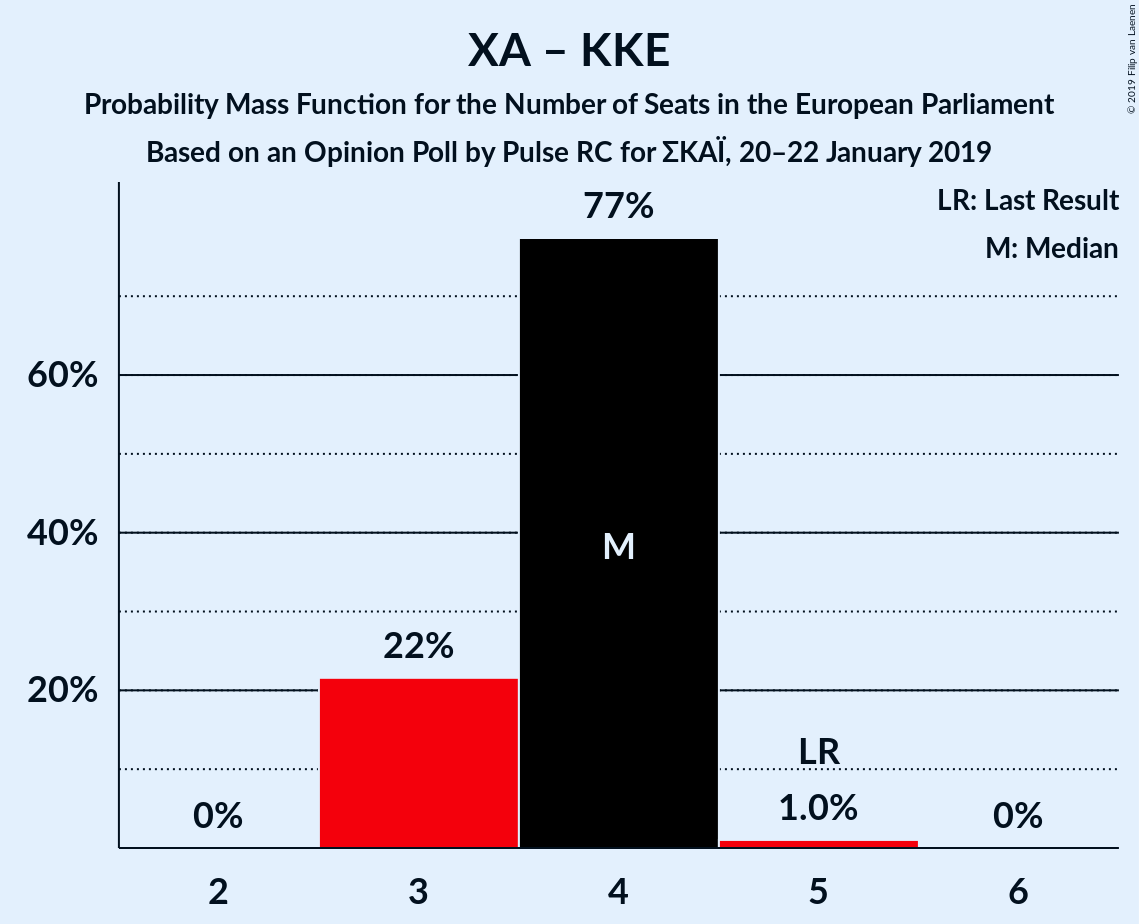 XA – KKE
Probability Mass Function for the Number of Seats in the European Parliament
Based on an Opinion Poll by Pulse RC for ΣΚΑΪ, 20–22 January 2019
© 2019 Filip van Laenen
LR: Last Result
M: Median
77%
60%
40%
M
22%
20%
LR
1.0%
0%
0%
2
3
4
5
6